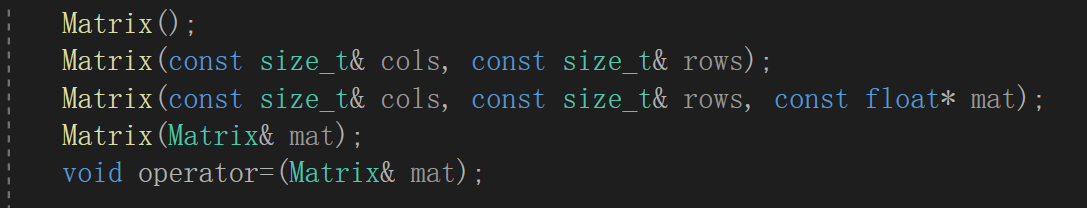 Matrix();
Matrix(const size_t& cols, const size_t& rows);
Matrix(const size_t& cols, const size_t& rows, const float* mat);
Matrix(Matrix& mat);
void operator=(Matrix& mat);